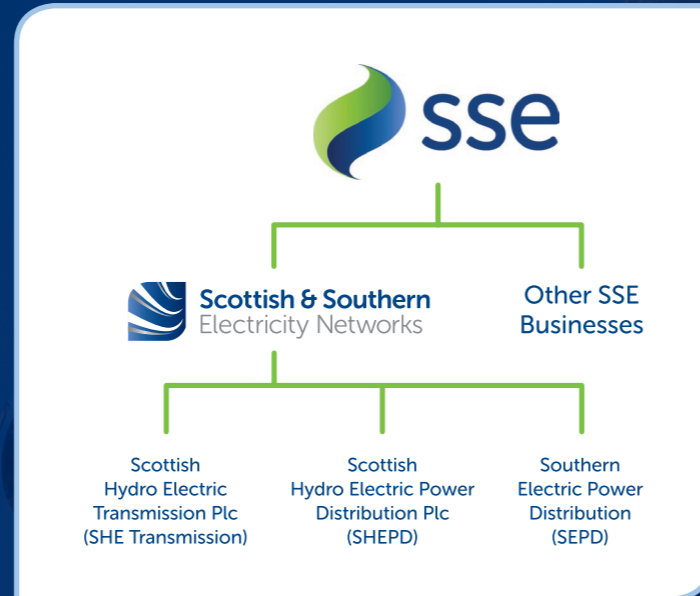 sse
Scottish & Southern
Electricity Networks
Other SSE
Businesses
Scottish
Hydro Electric
Transmission Plc
(SHE Transmission)
Scottish
Hydro Electric Power
Distribution Plc
(SHEPD)
Southern
Electric Power
Distribution
(SEPD)